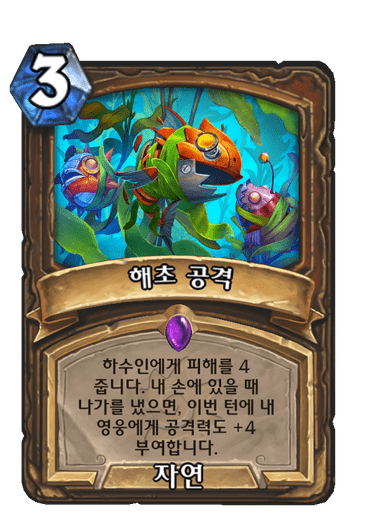 3
해초 공격
하수인에게 피해를 4
줍니다. 내 손에 있을 때
나가를 냈으면, 이번 턴에 내
영웅에게 공격력도 +4
부여합니다.
자연